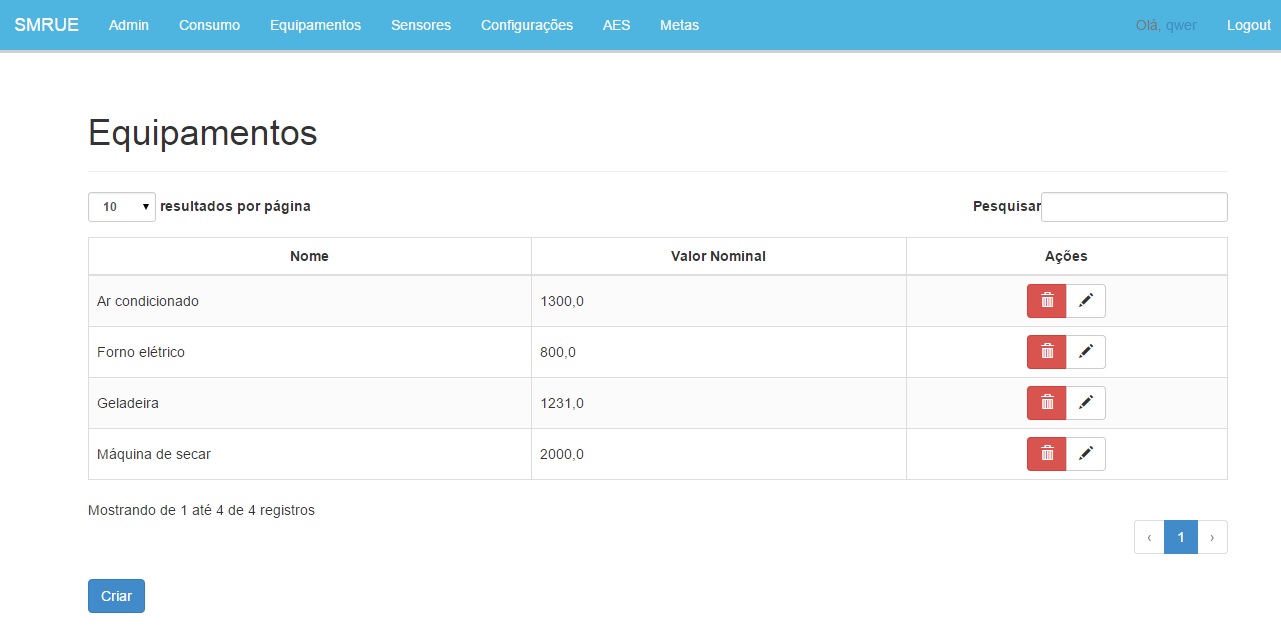 SMRUE Admin Consumo Equipamentos Sensores Configurações AES Metas Olá, qwer Logout
Equipamentos
10 resultados por página Pesquisar
Nome Valor Nominal Ações
Ar condicionado 1300,0
Forno elétrico 800,0
Geladeira 1231,0
Máquina de secar 2000,0
Mostrando de 1 até 4 de 4 registros
‹ 1 ›
Criar